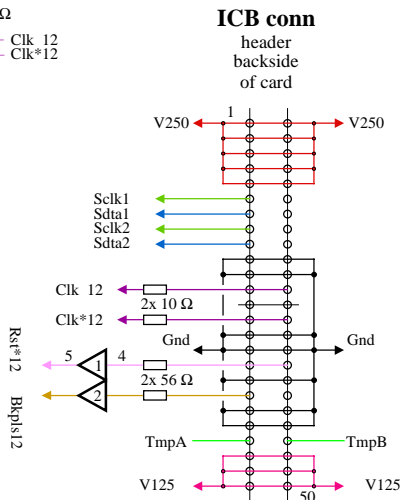 Ω
Clk 12
Clk*12
ICB conn
header
backside
of card
1
V250
V250
Sclk1
Sdta1
Sclk2
Sdta2
Clk 12
2x 10 Ω
Clk*12
Gnd
Gnd
Rst*12
5
1
4
2x 56 Ω
2
Bkpls12
TmpA
TmpB
V125
V125
50